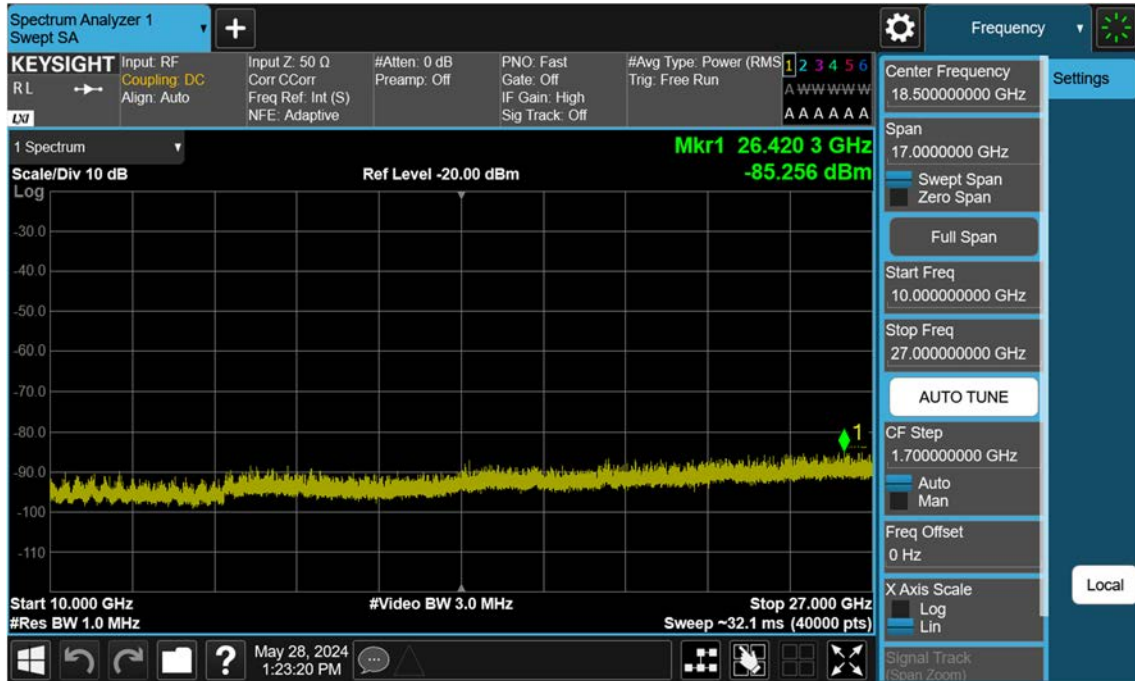 Spectrum Analyzer 1
Swept SA
+
Frequency
KEYSIGHT
RL
LXI
Input: RF
Coupling: DC
Align: Auto
Input Z: 50 Ω
Corr CCorr
Freq Ref: Int (S)
NFE: Adaptive
#Atten: 0 dB
Preamp: Off
PNO: Fast
Gate: Off
IF Gain: High
Sig Track: Off
#Avg Type: Power (RMS
Trig: Free Run
1 2 3 4 5 6
A W W W W W
A A A A A A
1 Spectrum
Mkr1 26.420 3 GHz
Scale/Div 10 dB
Ref Level -20.00 dBm
-85.256 dBm
Log
-30.0
-40.0
-50.0
-60.0
-70.0
-80.0
1
-90.0
-100
-110
Start 10.000 GHz
#Video BW 3.0 MHz
Stop 27.000 GHz
#Res BW 1.0 MHz
Sweep ~32.1 ms (40000 pts)
?
May 28, 2024
1:23:20 PM
Center Frequency
18.500000000 GHz
Span
17.0000000 GHz
Swept Span
Zero Span
Full Span
Start Freq
10.000000000 GHz
Stop Freq
27.000000000 GHz
AUTO TUNE
CF Step
1.700000000 GHz
Auto
Man
Freq Offset
0 Hz
X Axis Scale
Log
Lin
Signal Track
(Span Zoom)
Settings
Local